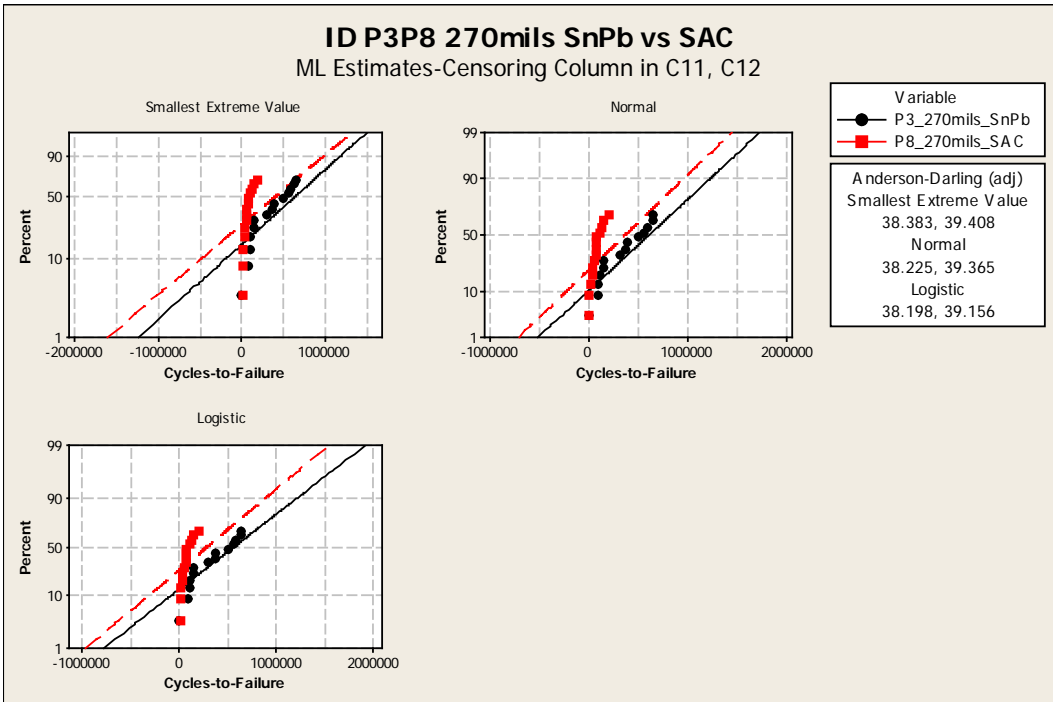 ID P3P8 270mils SnPb vs SAC
ML Estimates-Censoring Column in C11, C12
Smallest Extreme Value
Percent
90
50
10
1
-2000000 -1000000 0 1000000
Cycles-to-Failure
Normal
Percent
99
90
50
10
1
-1000000 0 1000000 2000000
Cycles-to-Failure
Logistic
Percent
99
90
50
10
1
-1000000 0 1000000 2000000
Cycles-to-Failure
Variable
P3_270mils_SnPb
P8_270mils_SAC
Anderson-Darling (adj)
Smallest Extreme Value
38.383, 39.408
Normal
38.225, 39.365
Logistic
38.198, 39.156